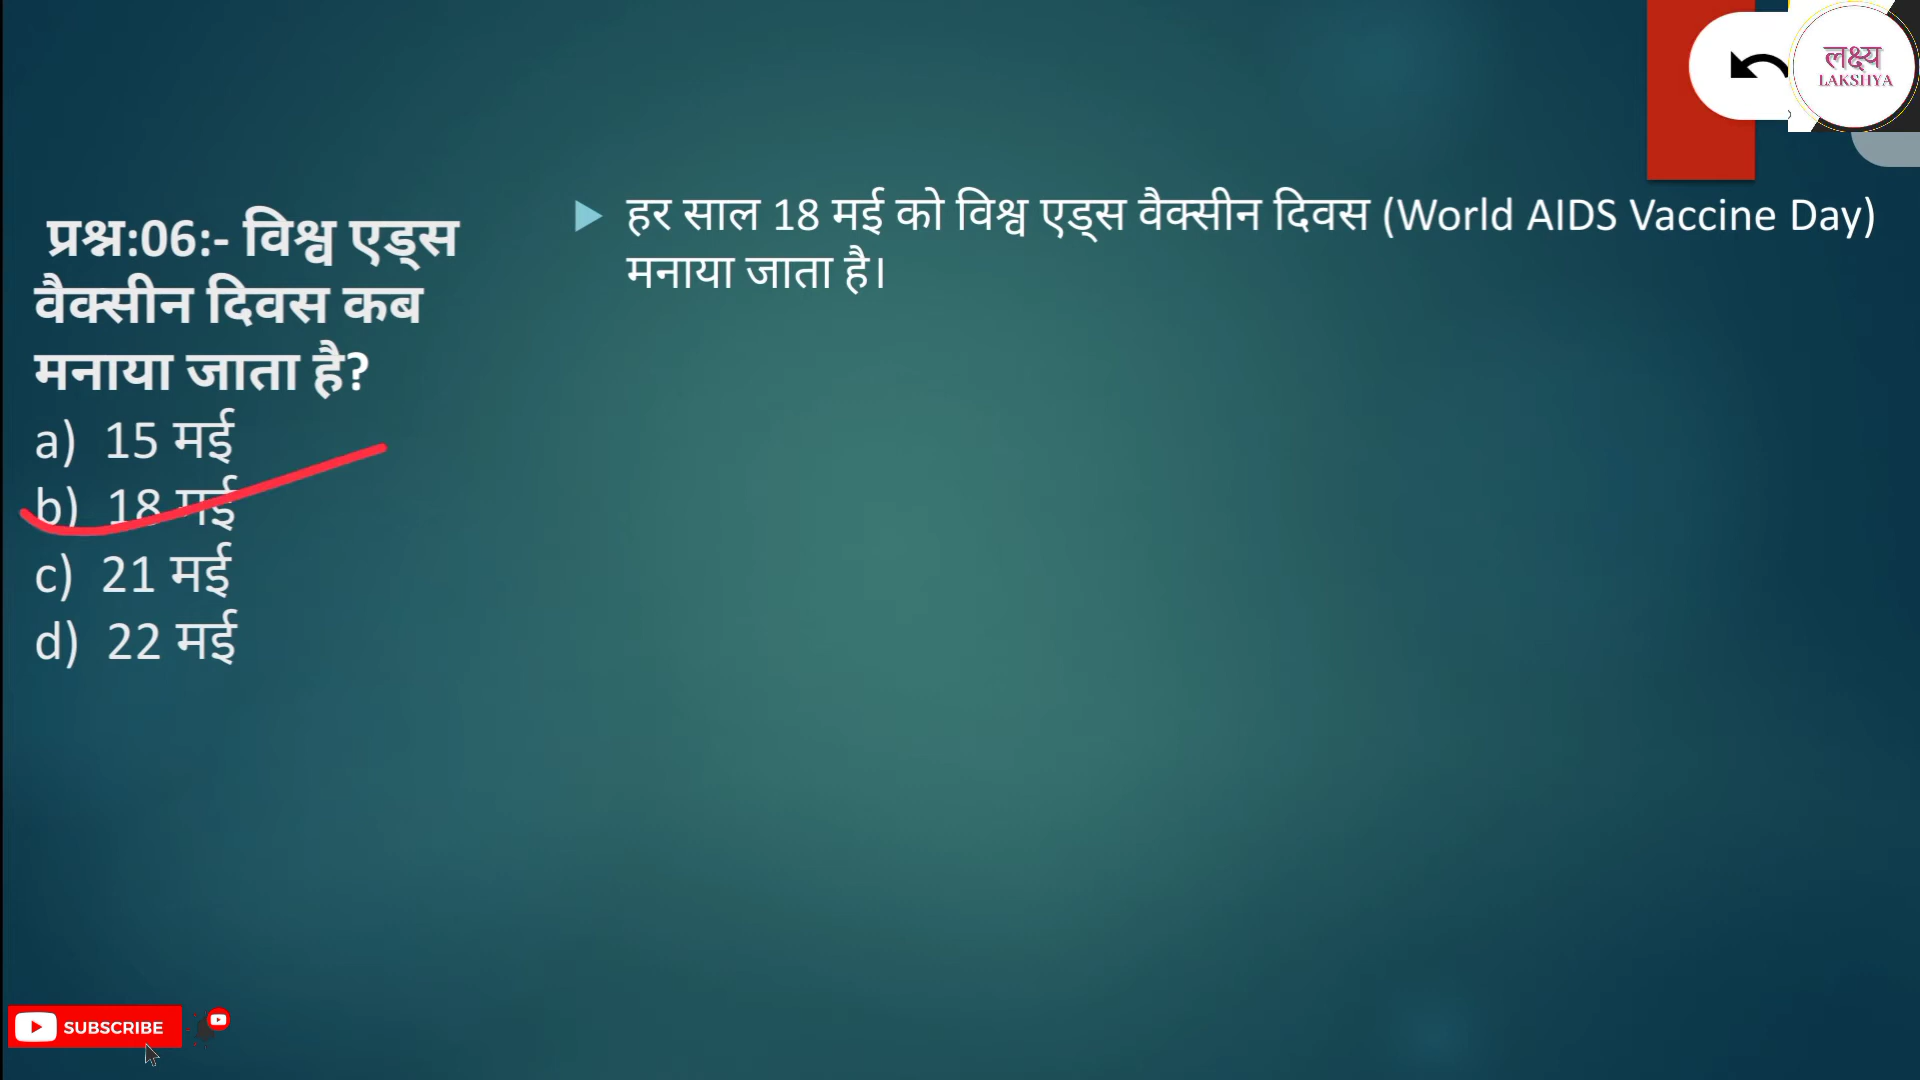 लक्ष्य
LAKSHYA
प्रश्न:06:- विश्व एड्स
वैक्सीन दिवस कब
मनाया जाता है?
a) 15 मई
b) 18 मई
c) 21 मई
d) 22 मई
हर साल 18 मई को विश्व एड्स वैक्सीन दिवस (World AIDS Vaccine Day)
मनाया जाता है।
SUBSCRIBE